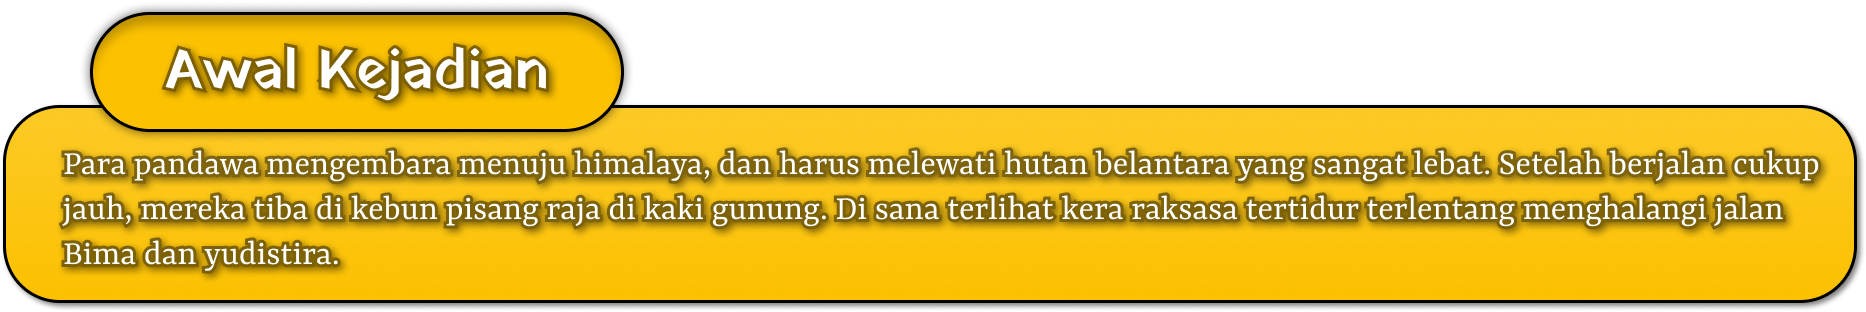 Awal Kejadian
Para pandawa mengembara menuju himalaya, dan harus melewati hutan belantara yang sangat lebat. Setelah berjalan cukup
jauh, mereka tiba di kebun pisang raja di kaki gunung. Di sana terlihat kera raksasa tertidur terlentang menghalangi jalan
Bima dan yudistira.